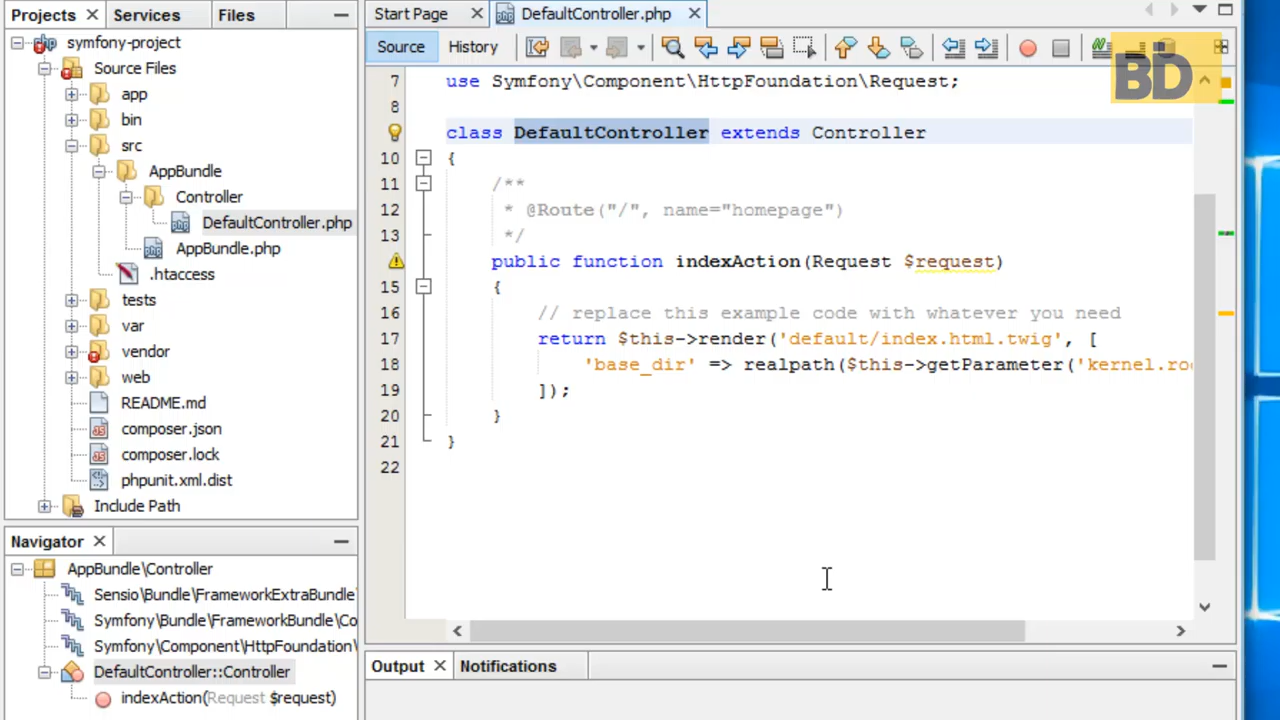 Projects
Services
Files
symfony-project
Source Files
app
bin
src
AppBundle
Controller
DefaultController.php
AppBundle.php
.htaccess
tests
var
vendor
web
README.md
composer.json
composer.lock
phpunit.xml.dist
Include Path
Navigator
AppBundle\Controller
Sensio\Bundle\FrameworkExtraBundle
Symfony\Bundle\FrameworkBundle\Co
Symfony\Component\HttpFoundation\
DefaultController::Controller
indexAction(Request $request)
Start Page
DefaultController.php
Source
History
BD
7 use Symfony\Component\HttpFoundation\Request;
8
class DefaultController extends Controller
10 {
11 /**
12 * @Route("/", name="homepage")
13 */
public function indexAction(Request $request)
15 {
16 // replace this example code with whatever you need
17 return $this->render('default/index.html.twig', [
18 'base_dir' => realpath($this->getParameter('kernel.ro
19 ]);
20 }
21 }
22
Output
Notifications